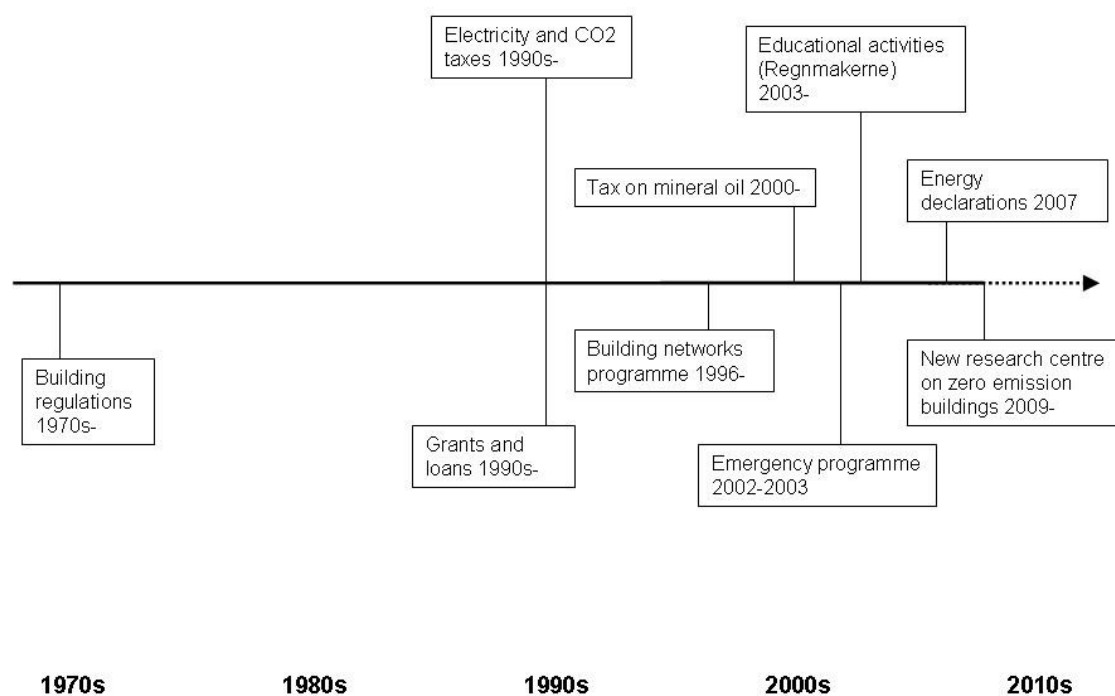 Electricity and CO2
taxes 1990s-
Educational activities
(Regnmakerne)
2003-
Tax on mineral oil 2000-
Energy
declarations 2007
Building
regulations
1970s-
Building networks
programme 1996-
New research centre
on zero emission
buildings 2009-
Grants and
loans 1990s-
Emergency programme
2002-2003
1970s
1980s
1990s
2000s
2010s